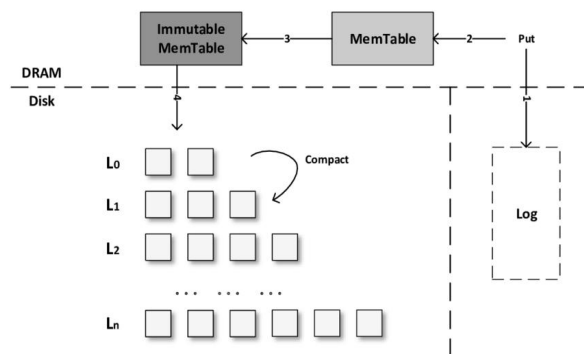 Immutable
MemTable
3
MemTable
2
Put
DRAM
Disk
4
1
L0
Compact
L1
Log
L2
... ... ...
Ln